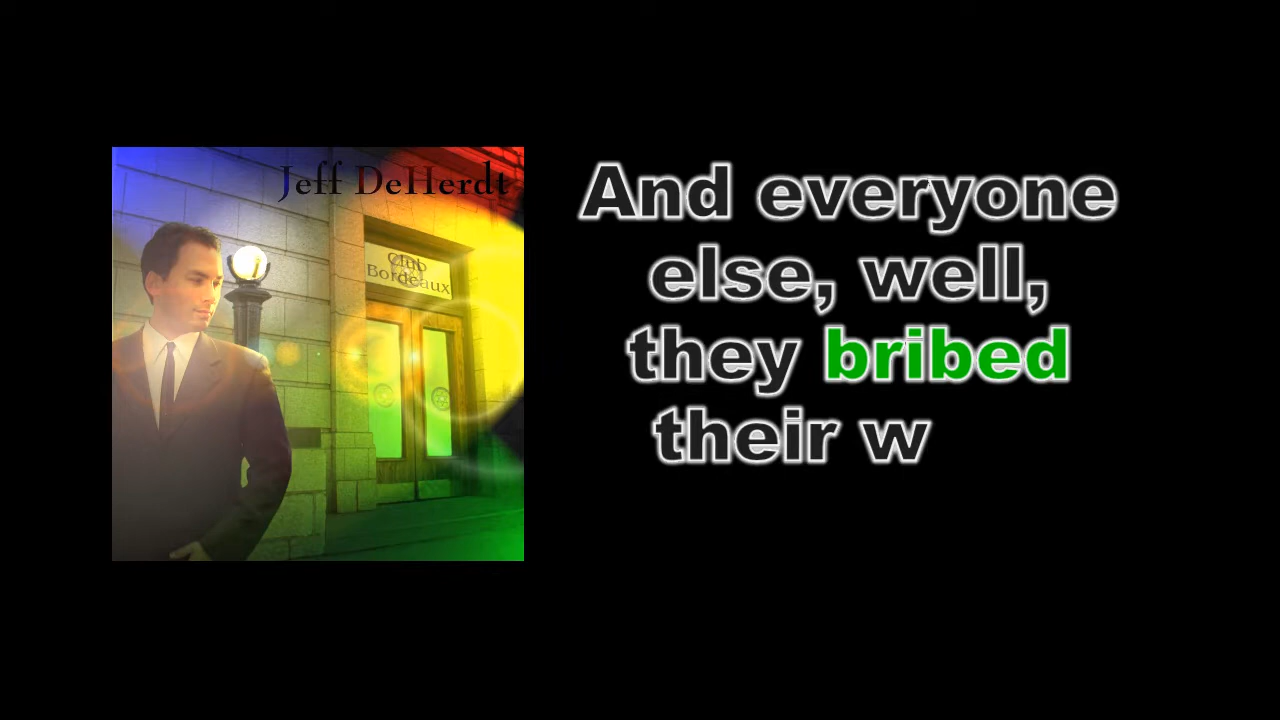 Jeff DeHerdt
Club
Bordeaux
And everyone
else, well,
they bribed
their w